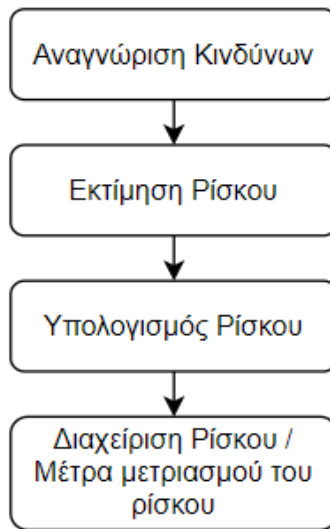 Αναγνώριση Κινδύνων
Εκτίμηση Ρίσκου
Υπολογισμός Ρίσκου
Διαχείριση Ρίσκου /
Μέτρα μετριασμού του
ρίσκου